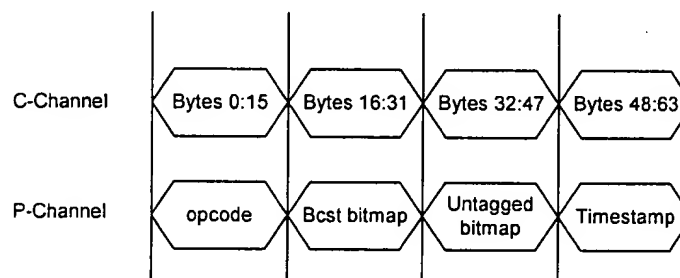 C-Channel Bytes 0:15 Bytes 16:31 Bytes 32:47 Bytes 48:63
P-Channel opcode Bcst bitmap Untagged bitmap Timestamp